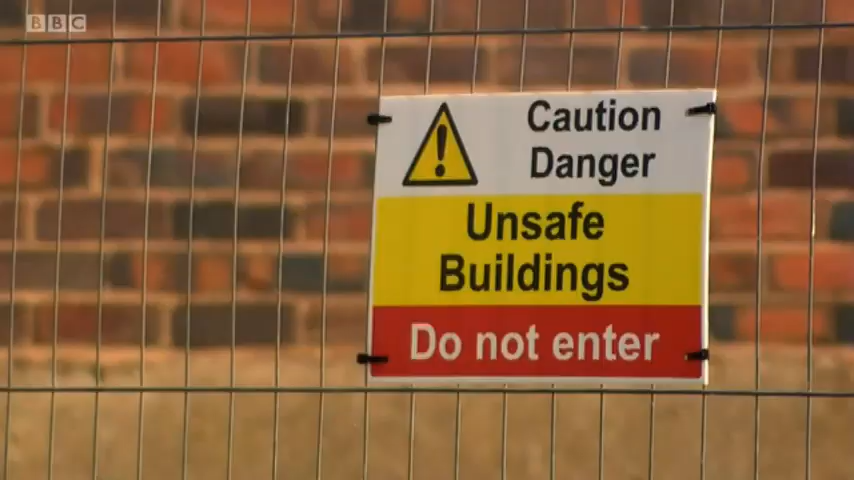 BBC
Caution
Danger
Unsafe
Buildings
Do not enter